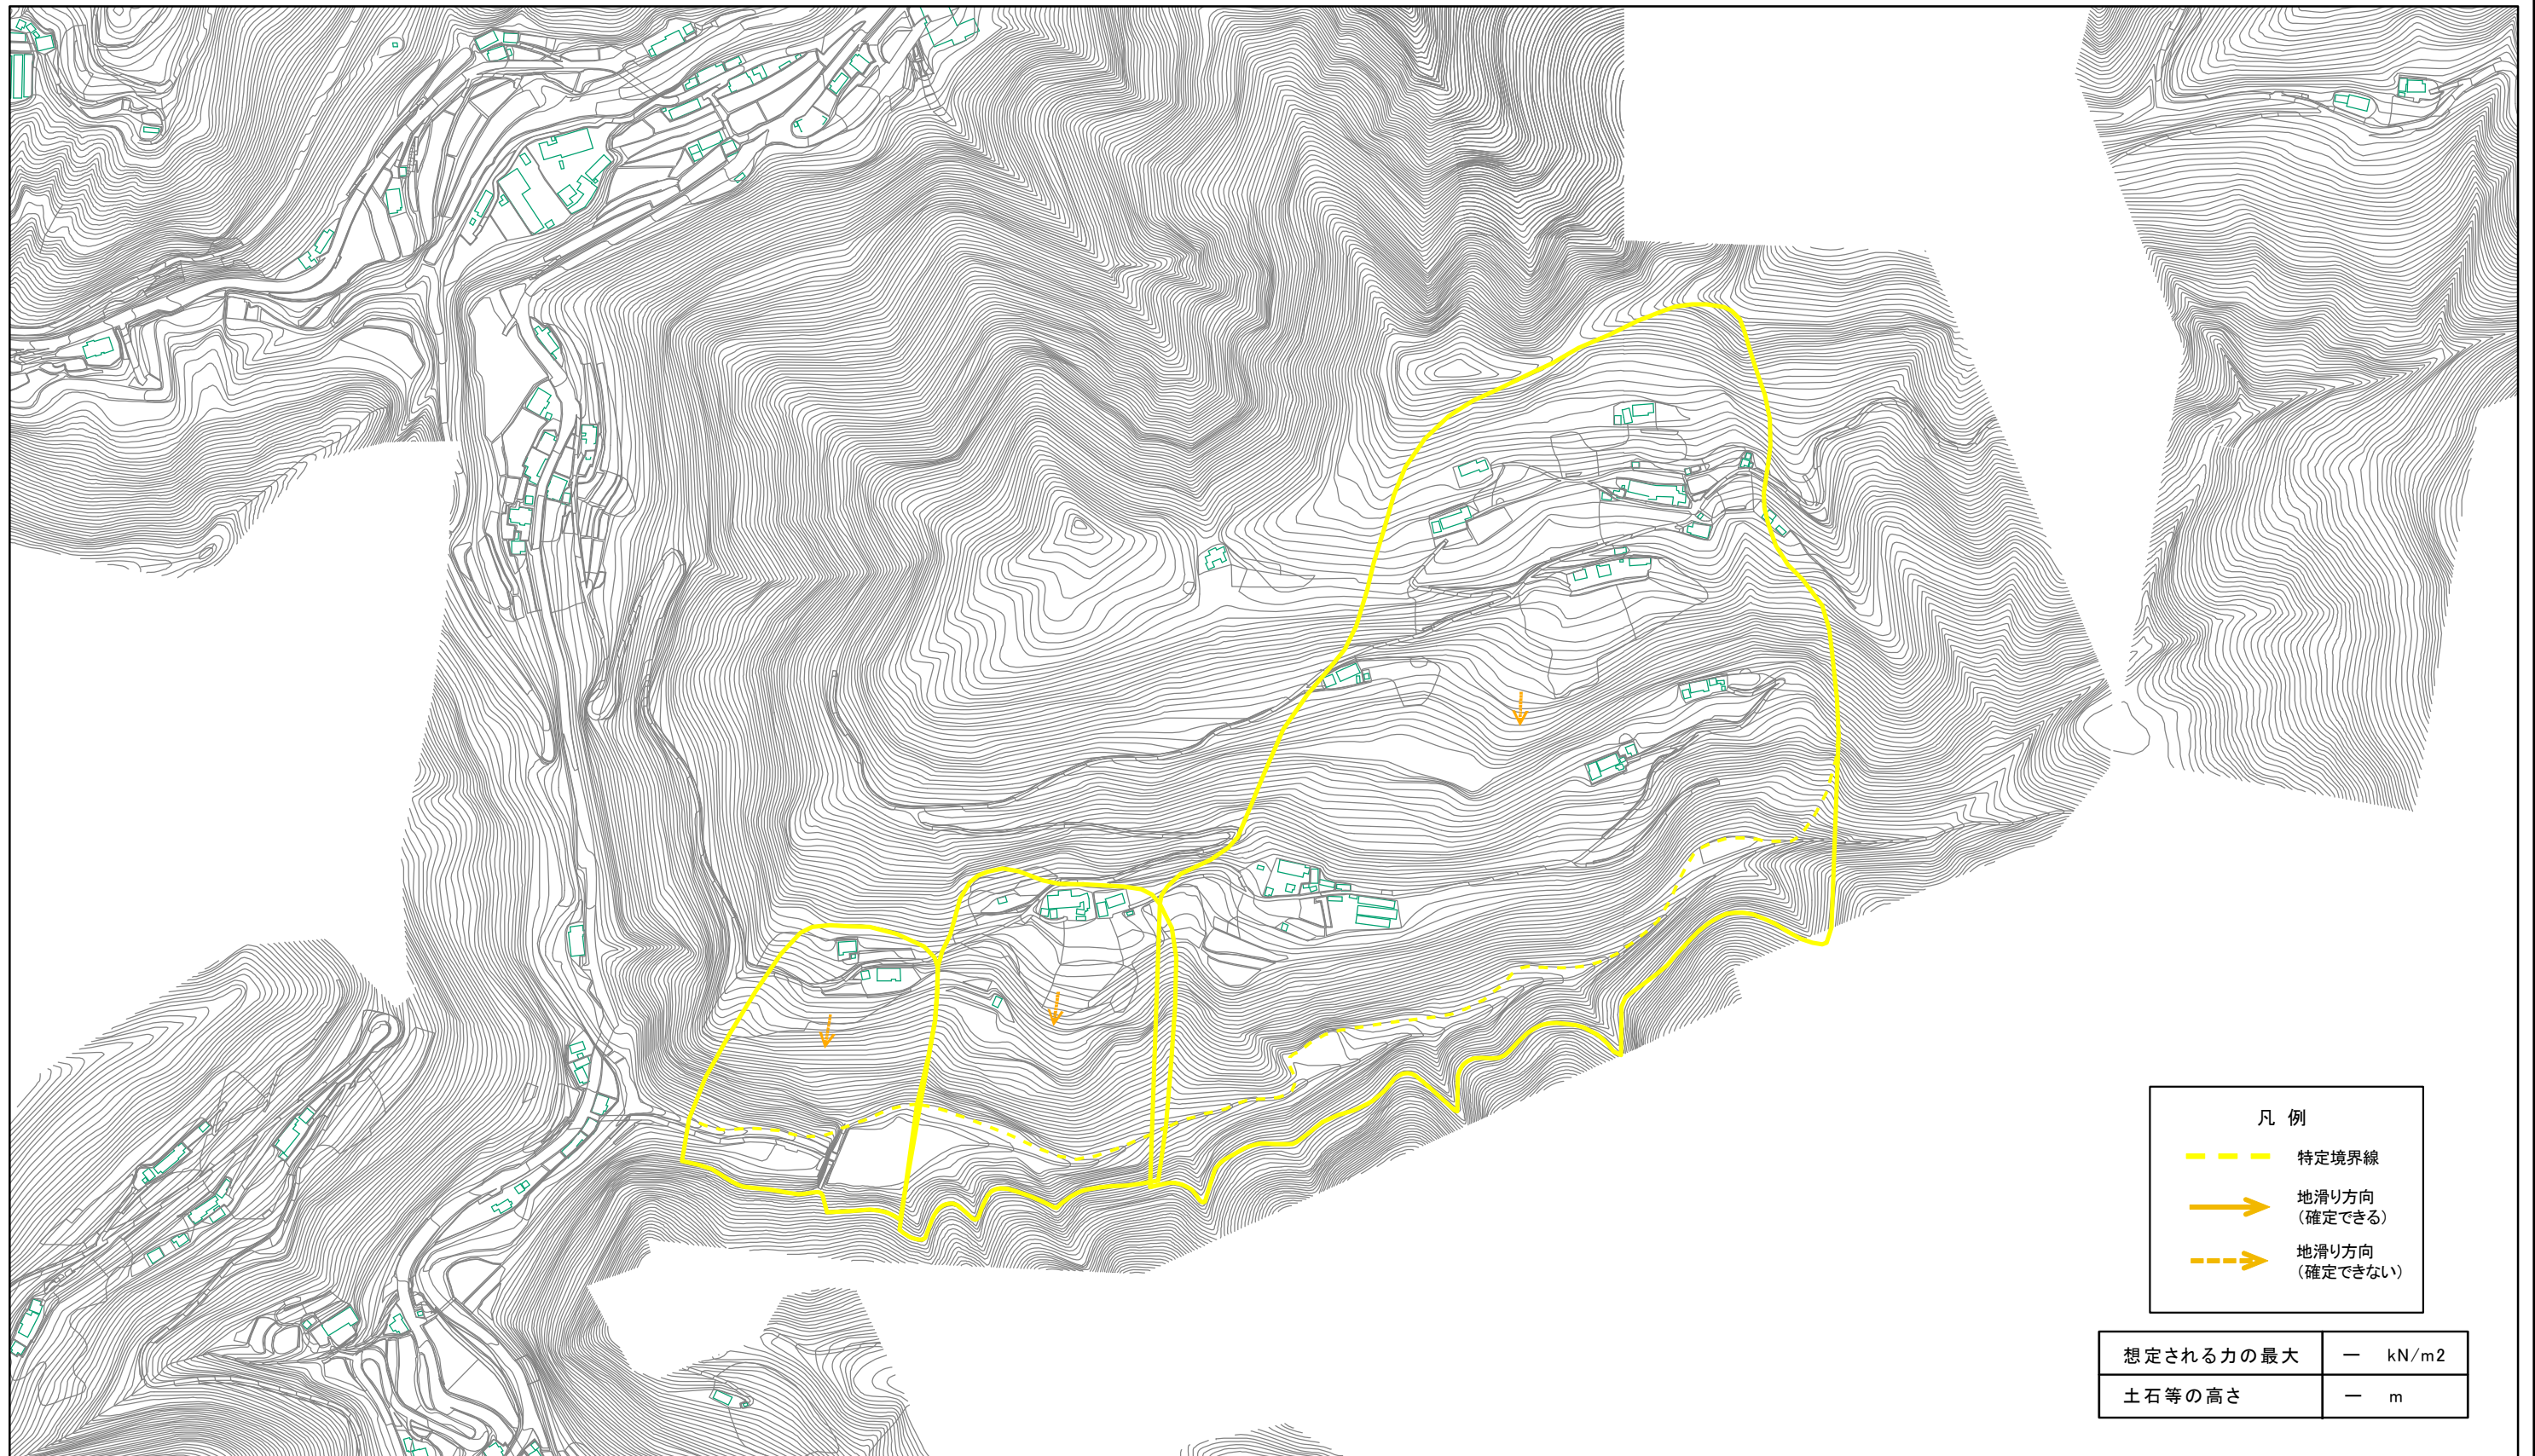 凡 例
特定境界線
地滑り方向
（確定できる）
地滑り方向
（確定できない）
想定される力の最大 ー kN/m2
土石等の高さ ー m